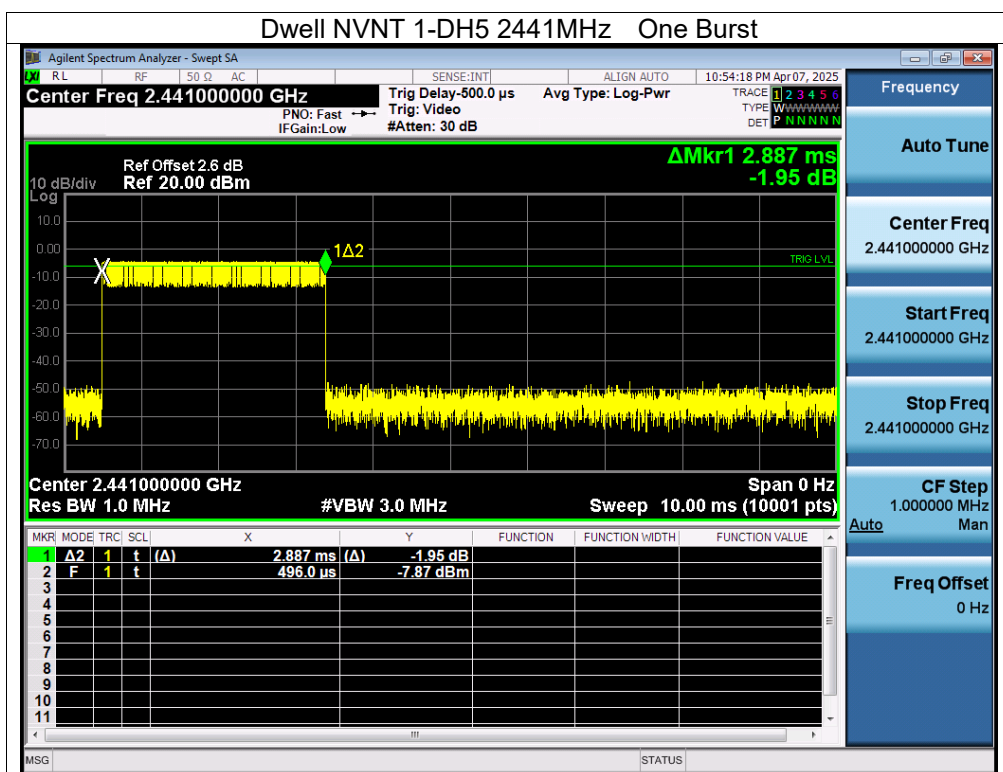 Dwell NVNT 1-DH5 2441MHz One Burst
Agilent Spectrum Analyzer - Swept SA
LXI RL RF 50 Ω AC SENSE:INT ALIGN AUTO 10:54:18 PM Apr 07, 2025
Center Freq 2.441000000 GHz Trig Delay-500.0 µs Avg Type: Log-Pwr TRACE 1 2 3 4 5 6
PNO: Fast Trig: Video TYPE WWWWWW
IFGain:Low #Atten: 30 dB DET P N N N N N
ΔMkr1 2.887 ms
-1.95 dB
Ref Offset 2.6 dB
10 dB/div Ref 20.00 dBm
Log
10.0
0.00
-10.0
-20.0
-30.0
-40.0
-50.0
-60.0
-70.0
X
1Δ2
TRIG LVL
Center 2.441000000 GHz Span 0 Hz
Res BW 1.0 MHz #VBW 3.0 MHz Sweep 10.00 ms (10001 pts)
MKR MODE TRC SCL X Y FUNCTION FUNCTION WIDTH FUNCTION VALUE
1 Δ2 1 t (Δ) 2.887 ms (Δ) -1.95 dB
2 F 1 t 496.0 µs -7.87 dBm
3
4
5
6
7
8
9
10
11
MSG STATUS
Frequency
Auto Tune
Center Freq
2.441000000 GHz
Start Freq
2.441000000 GHz
Stop Freq
2.441000000 GHz
CF Step
1.000000 MHz
Auto Man
Freq Offset
0 Hz